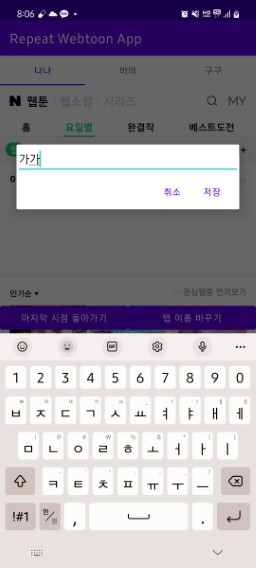 8:06
Repeat Webtoon App
나나 바바 구구
N 웹툰 웹소설 시리즈 MY
홈 요일별 완결작 베스트도전
가가
취소 저장
인기순 관심웹툰 먼저보기
마지막 시점 돌아가기 탭 이름 바꾸기
GIF
1 2 3 4 5 6 7 8 9 0
ㅂ ㅈ ㄷ ㄱ ㅅ ㅛ ㅕ ㅑ ㅐ ㅔ
ㅁ ㄴ ㅇ ㄹ ㅎ ㅗ ㅓ ㅏ ㅣ
ㅋ ㅌ ㅊ ㅍ ㅠ ㅜ ㅡ
!#1 한/영 , .